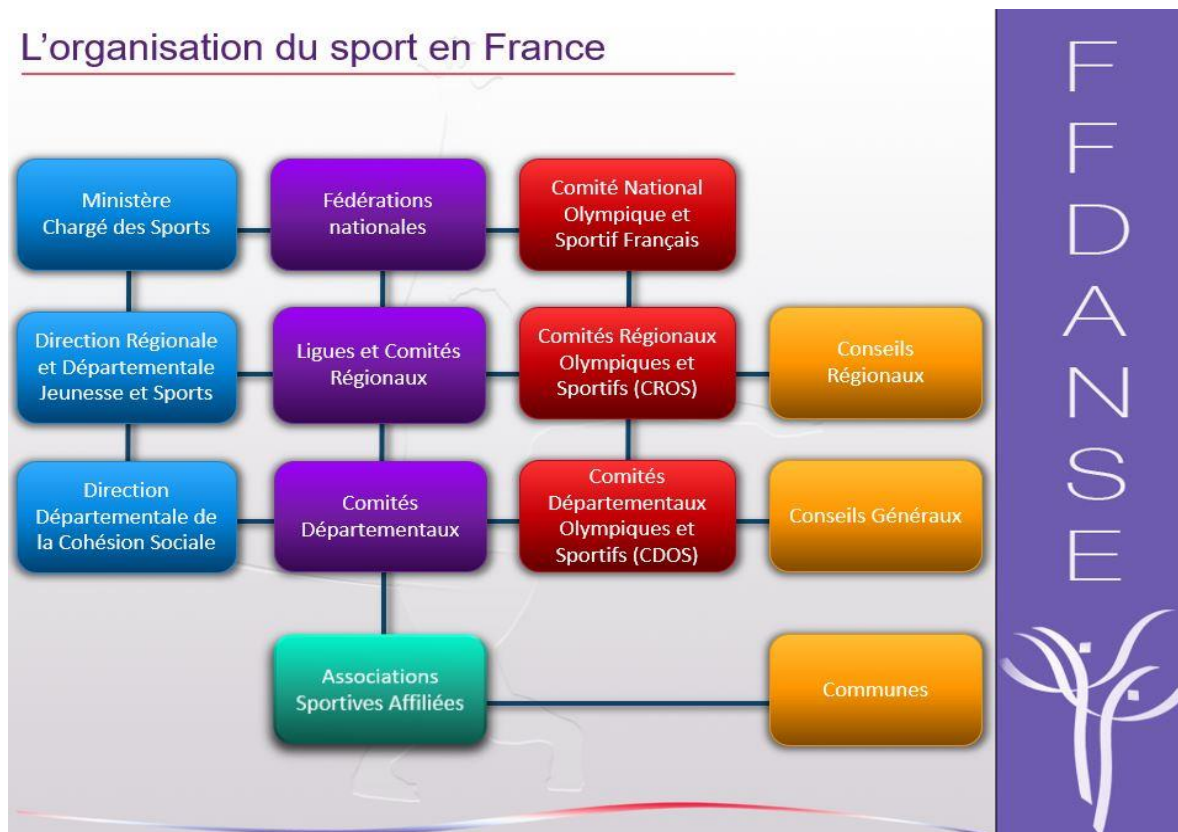 L'organisation du sport en France
Ministère
Chargé des Sports
Fédérations
nationales
Comité National
Olympique et
Sportif Français
Direction Régionale
et Départementale
Jeunesse et Sports
Ligues et Comités
Régionaux
Comités Régionaux
Olympiques et
Sportifs (CROS)
Conseils
Régionaux
Direction
Départementale de
la Cohésion Sociale
Comités
Départementaux
Comités
Départementaux
Olympiques et
Sportifs (CDOS)
Conseils Généraux
Associations
Sportives Affiliées
Communes
FFDANSE